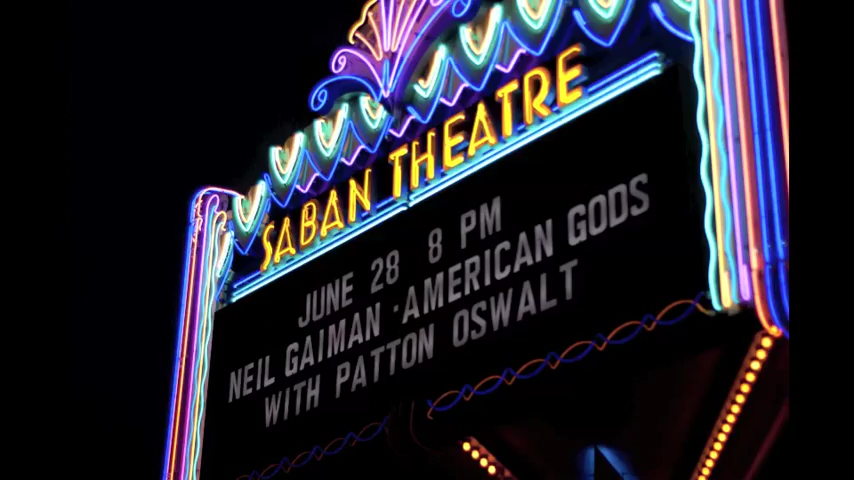 SABAN THEATRE
JUNE 28 8 PM
NEIL GAIMAN · AMERICAN GODS
WITH PATTON OSWALT